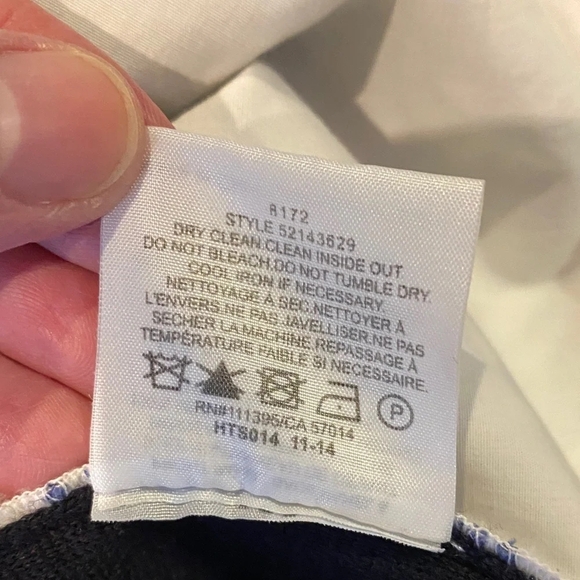 8172
STYLE 52143629
DRY CLEAN.CLEAN INSIDE OUT
DO NOT BLEACH.DO NOT TUMBLE DRY.
COOL IRON IF NECESSARY.
NETTOYAGE À SEC.NETTOYER À
L'ENVERS NE PAS JAVELLISER.NE PAS
SECHER LA MACHINE.REPASSAGE À
TEMPÉRATURE FAIBLE SI NECESSAIRE.
P
RN#111395/CA 57014
HTS014 11-14